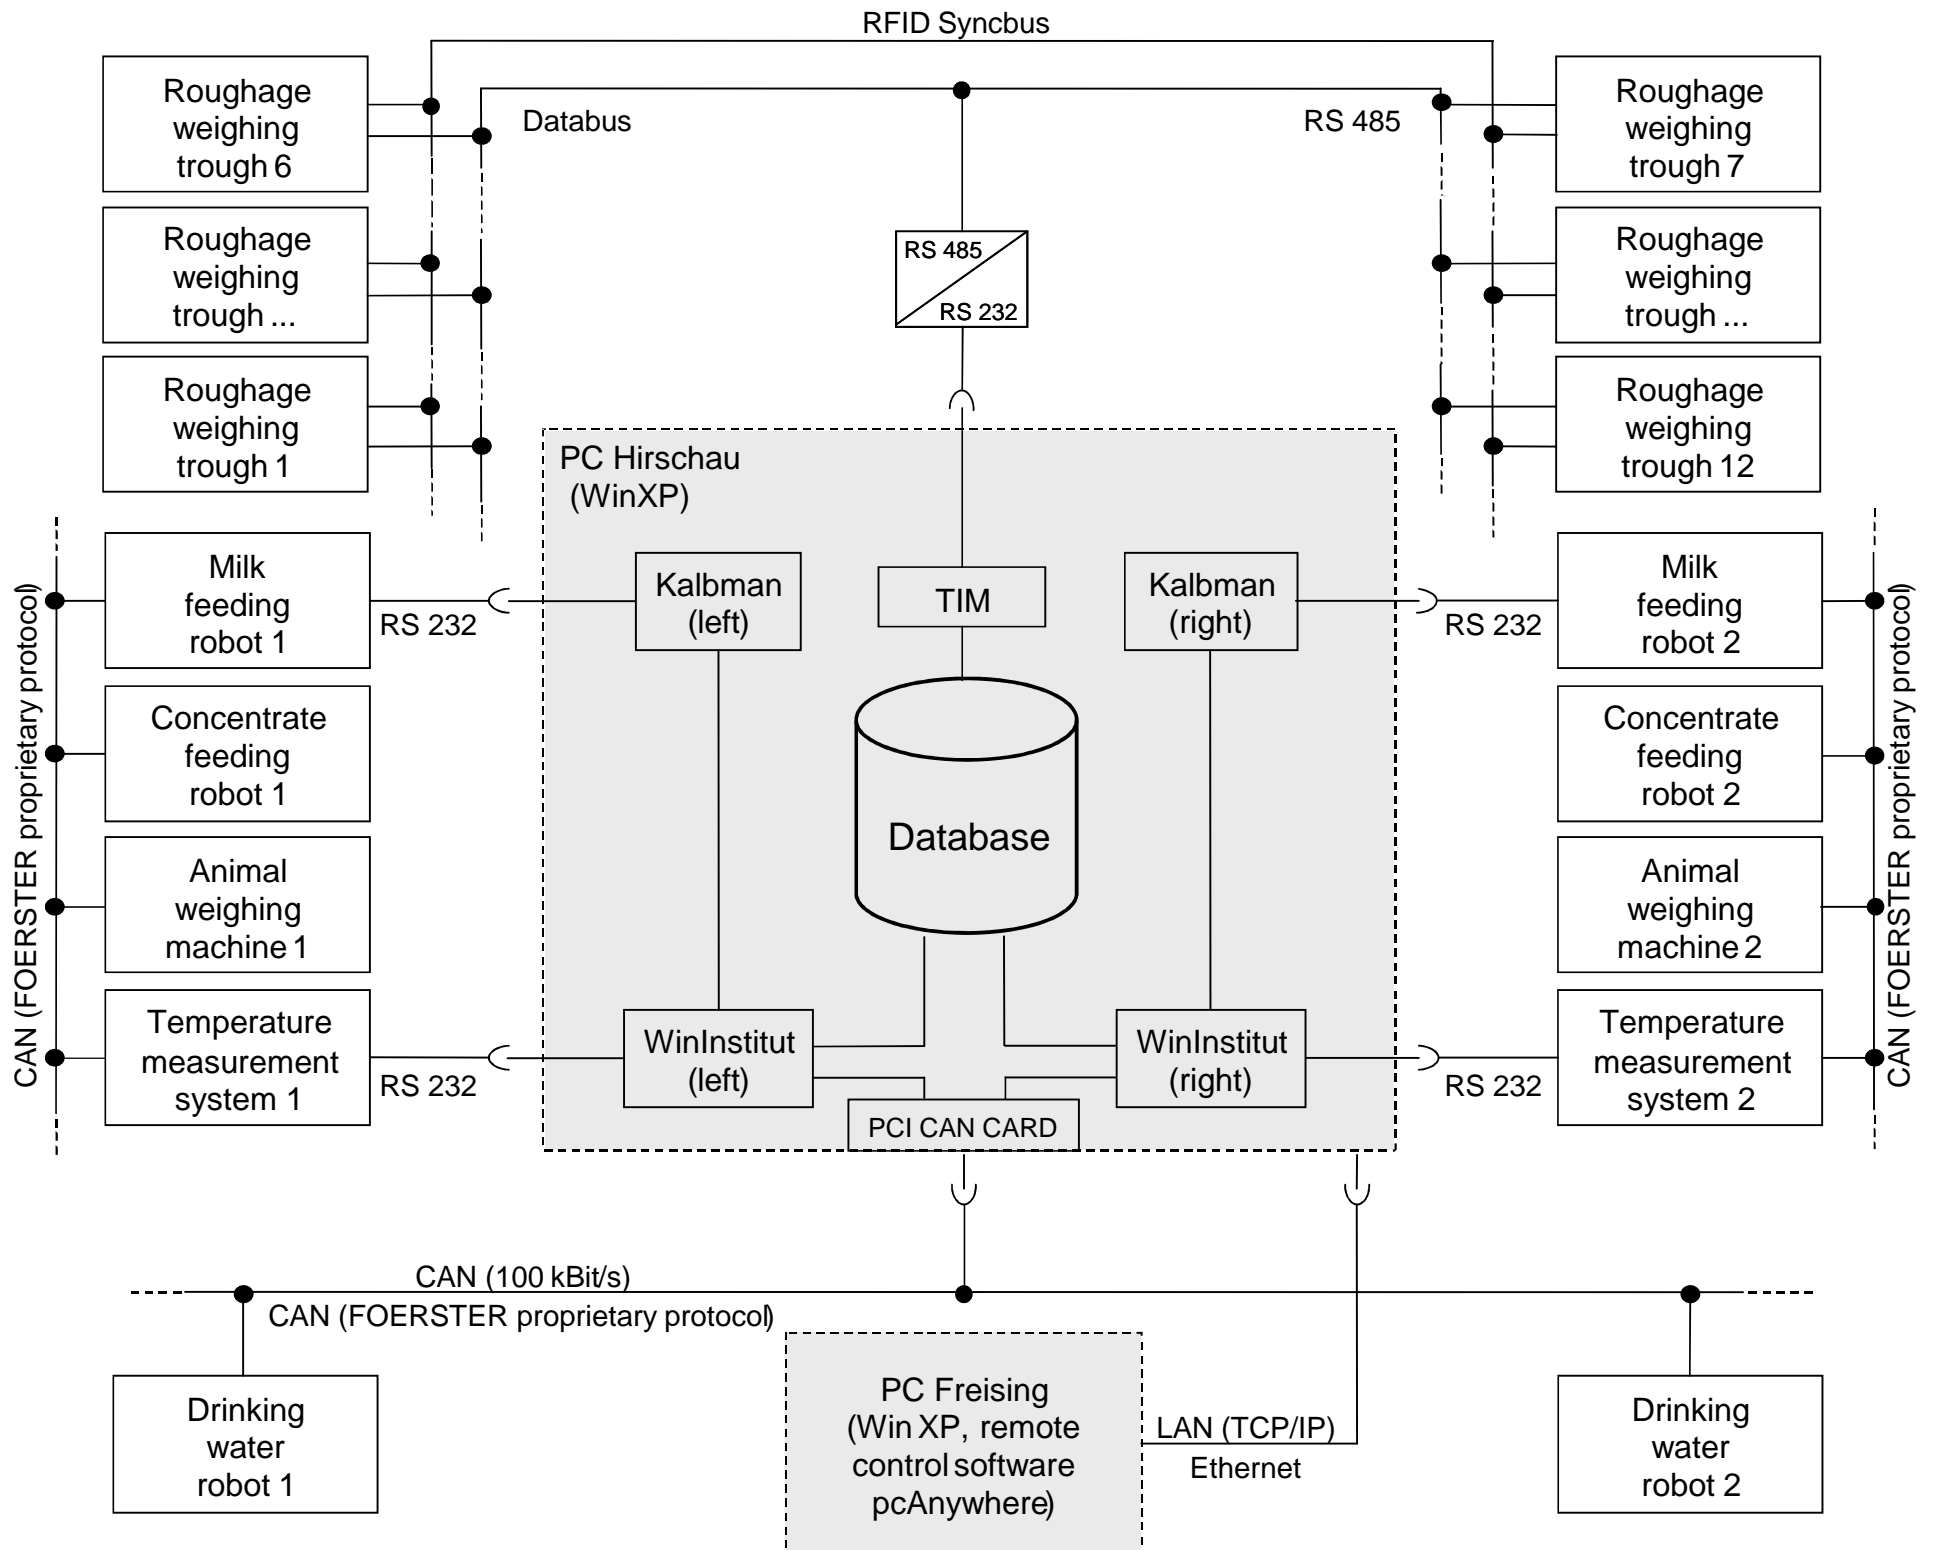 RFID Syncbus
Roughage
weighing
trough 6
Databus
RS 485
Roughage
weighing
trough 7
Roughage
weighing
trough ...
RS 485
RS 232
Roughage
weighing
trough ...
Roughage
weighing
trough 1
Roughage
weighing
trough 12
PC Hirschau
(WinXP)
CAN (FOERSTER proprietary protocol)
Milk
feeding
robot 1
RS 232
Kalbman
(left)
TIM
Kalbman
(right)
RS 232
Milk
feeding
robot 2
CAN (FOERSTER proprietary protocol)
Concentrate
feeding
robot 1
Database
Concentrate
feeding
robot 2
Animal
weighing
machine 1
Animal
weighing
machine 2
Temperature
measurement
system 1
RS 232
WinInstitut
(left)
WinInstitut
(right)
RS 232
Temperature
measurement
system 2
PCI CAN CARD
CAN (100 kBit/s)
CAN (FOERSTER proprietary protocol)
Drinking
water
robot 1
PC Freising
(Win XP, remote
control software
pcAnywhere)
LAN (TCP/IP)
Ethernet
Drinking
water
robot 2